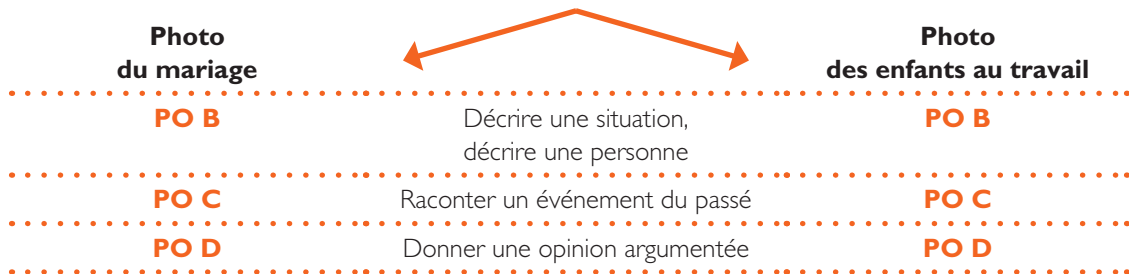 Photo
du mariage
Photo
des enfants au travail
PO B
Décrire une situation,
décrire une personne
PO B
PO C
Raconter un événement du passé
PO C
PO D
Donner une opinion argumentée
PO D